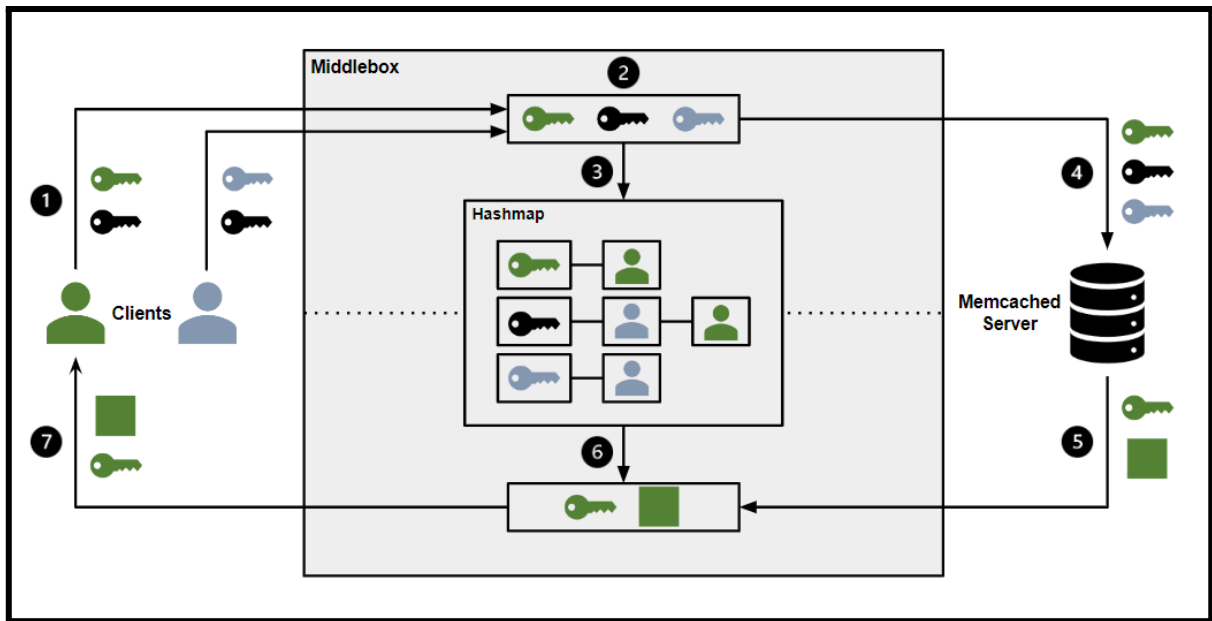 Middlebox
2
1
3
4
Hashmap
Clients
Memcached
Server
7
6
5